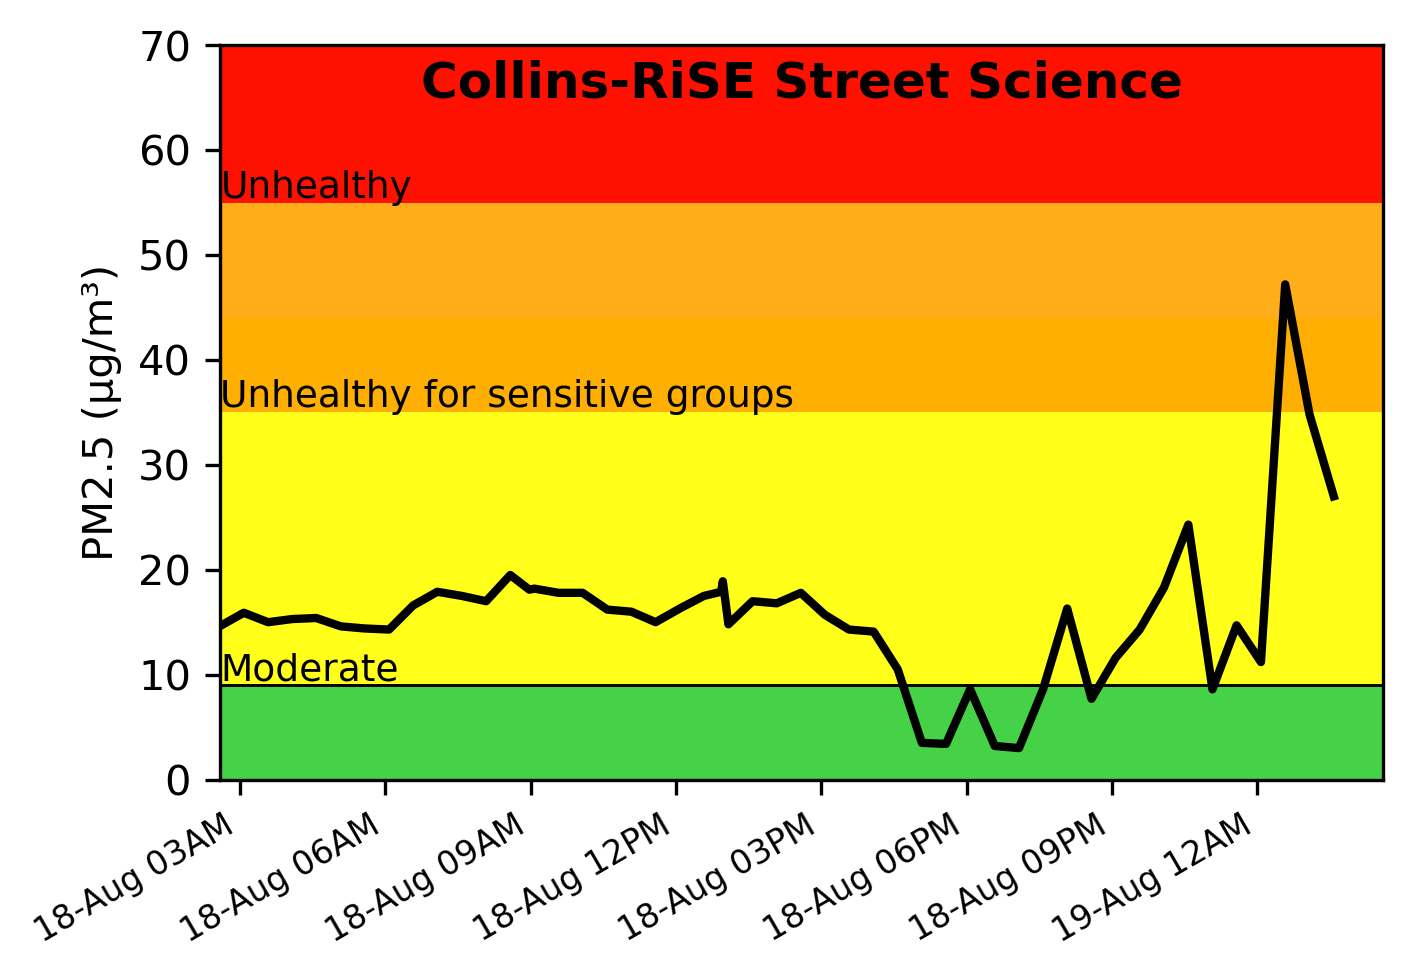 Collins-RiSE Street Science
PM2.5 (μg/m³)
70
60
50
40
30
20
10
0
Unhealthy
Unhealthy for sensitive groups
Moderate
18-Aug 03AM
18-Aug 06AM
18-Aug 09AM
18-Aug 12PM
18-Aug 03PM
18-Aug 06PM
18-Aug 09PM
19-Aug 12AM